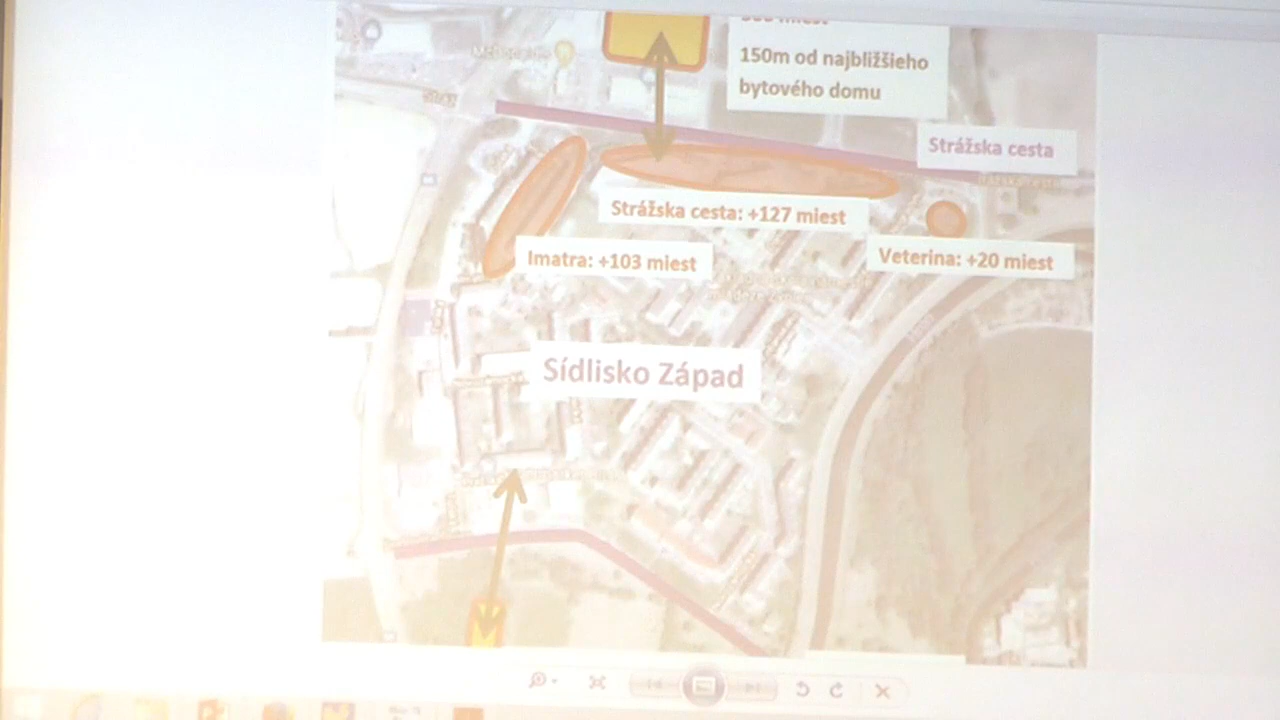 150m od najbližšieho
bytového domu
Strážska cesta
Strážska cesta: +127 miest
Imatra: +103 miest
Veterina: +20 miest
Sídlisko Západ